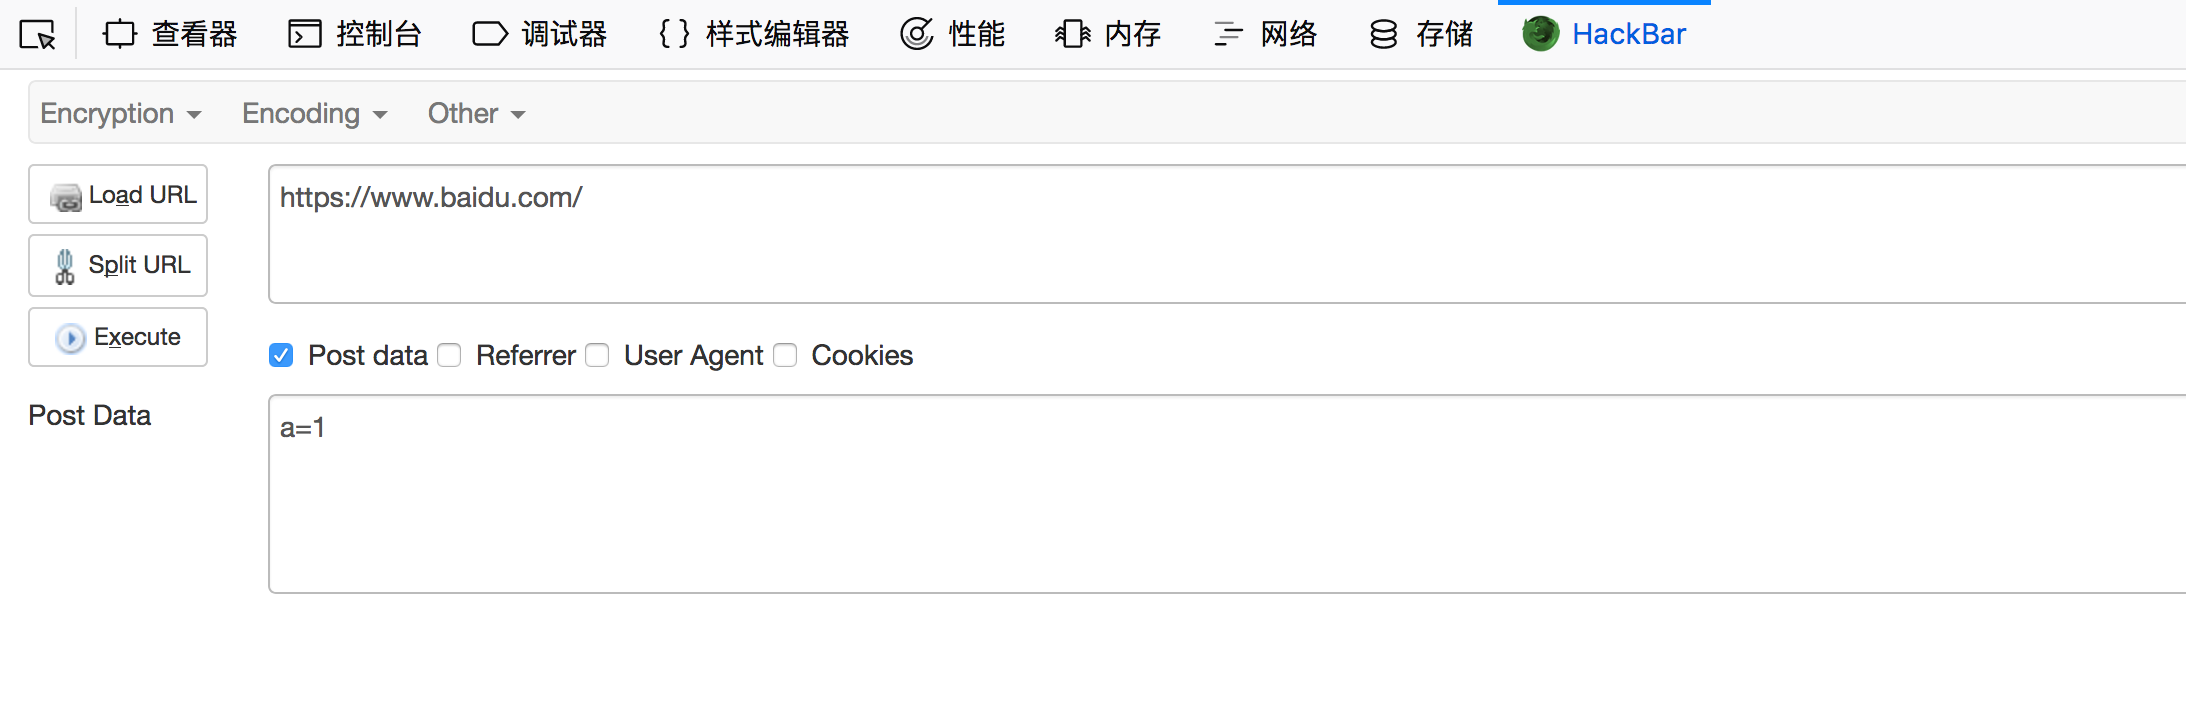 查看器 控制台 调试器 {} 样式编辑器 性能 内存 网络 存储 HackBar
Encryption Encoding Other
Load URL https://www.baidu.com/
Split URL
Execute
Post data Referrer User Agent Cookies
Post Data a=1